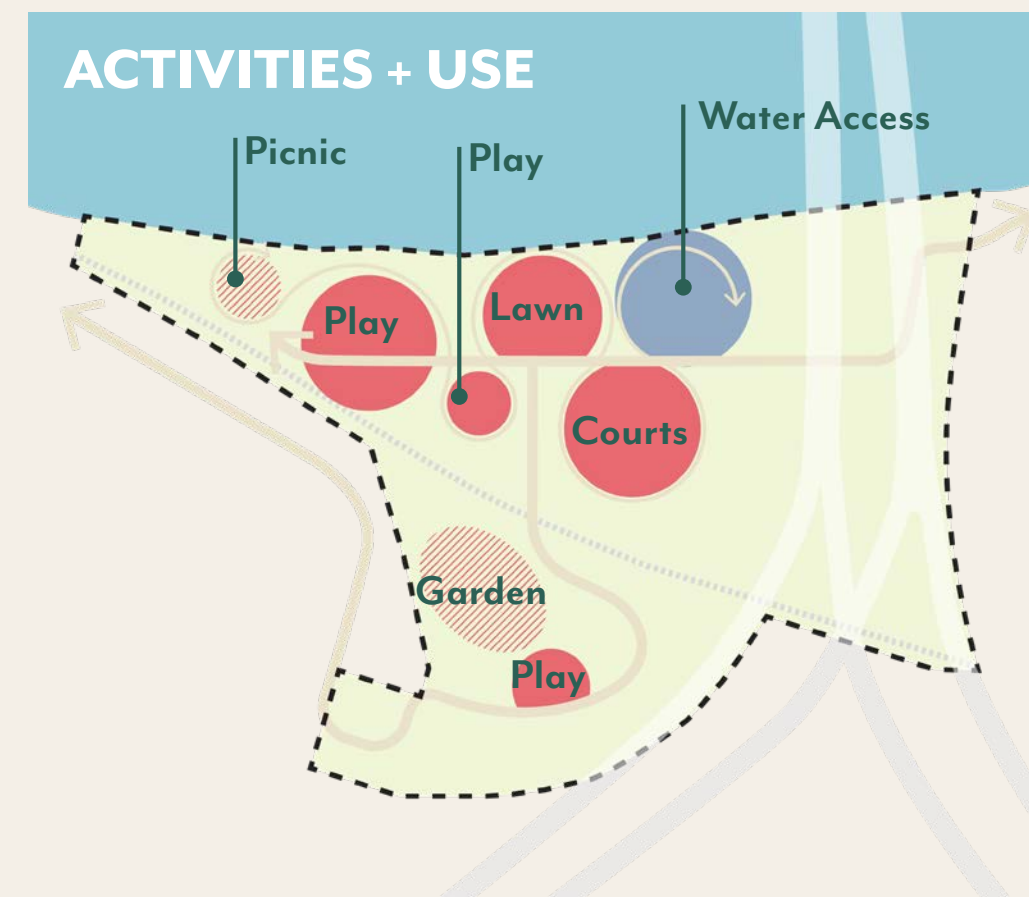 ACTIVITIES + USE
Water Access
Picnic
Play
Play
Lawn
Courts
Garden
Play